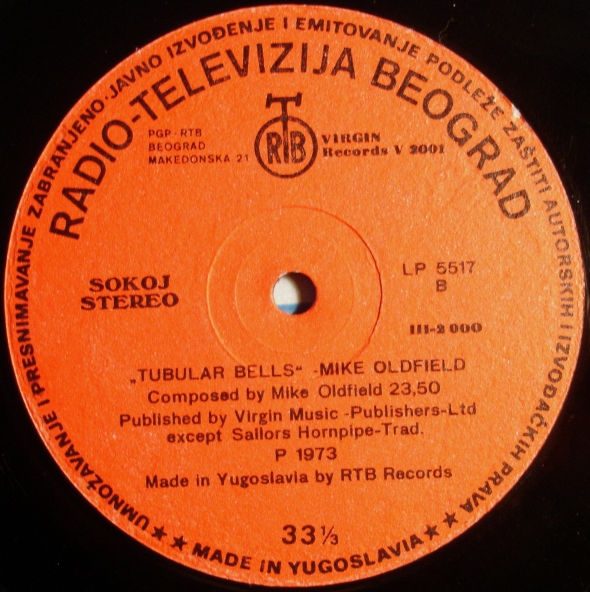 UMNOŽAVANJE I PRESNIMAVANJE ZABRANJENO·JAVNO IZVOĐENJE I EMITOVANJE PODLEŽE ZAŠTITI AUTORSKIH I IZVOĐAČKIH PRAVA
RADIO-TELEVIZIJA BEOGRAD
PGP-RTB
BEOGRAD
MAKEDONSKA 21
RTB
VIRGIN
Records V 2001
SOKOJ
STEREO
LP 5517
B
III-2 000
„TUBULAR BELLS“ -MIKE OLDFIELD
Composed by Mike Oldfield 23,50
Published by Virgin Music -Publishers-Ltd
except Sailors Hornpipe-Trad.
P 1973
Made in Yugoslavia by RTB Records
33⅓
★★ MADE IN YUGOSLAVIA ★★